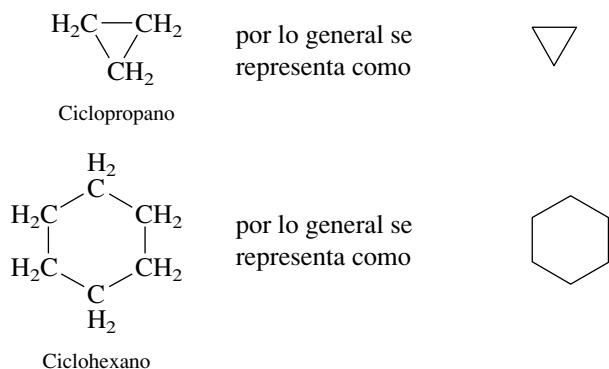 H₂C CH₂
CH₂
por lo general se
representa como
Ciclopropano
H₂
C
H₂C CH₂
H₂C CH₂
C
H₂
por lo general se
representa como
Ciclohexano